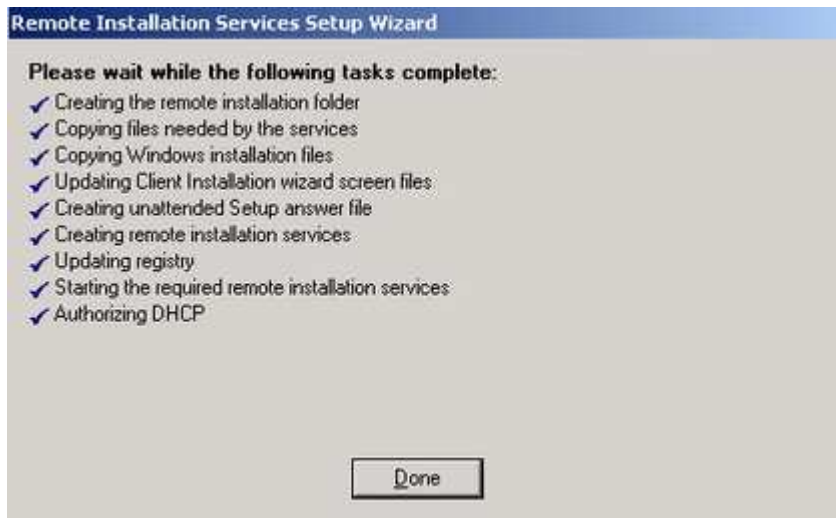 Remote Installation Services Setup Wizard
Please wait while the following tasks complete:
Creating the remote installation folder
Copying files needed by the services
Copying Windows installation files
Updating Client Installation wizard screen files
Creating unattended Setup answer file
Creating remote installation services
Updating registry
Starting the required remote installation services
Authorizing DHCP
Done